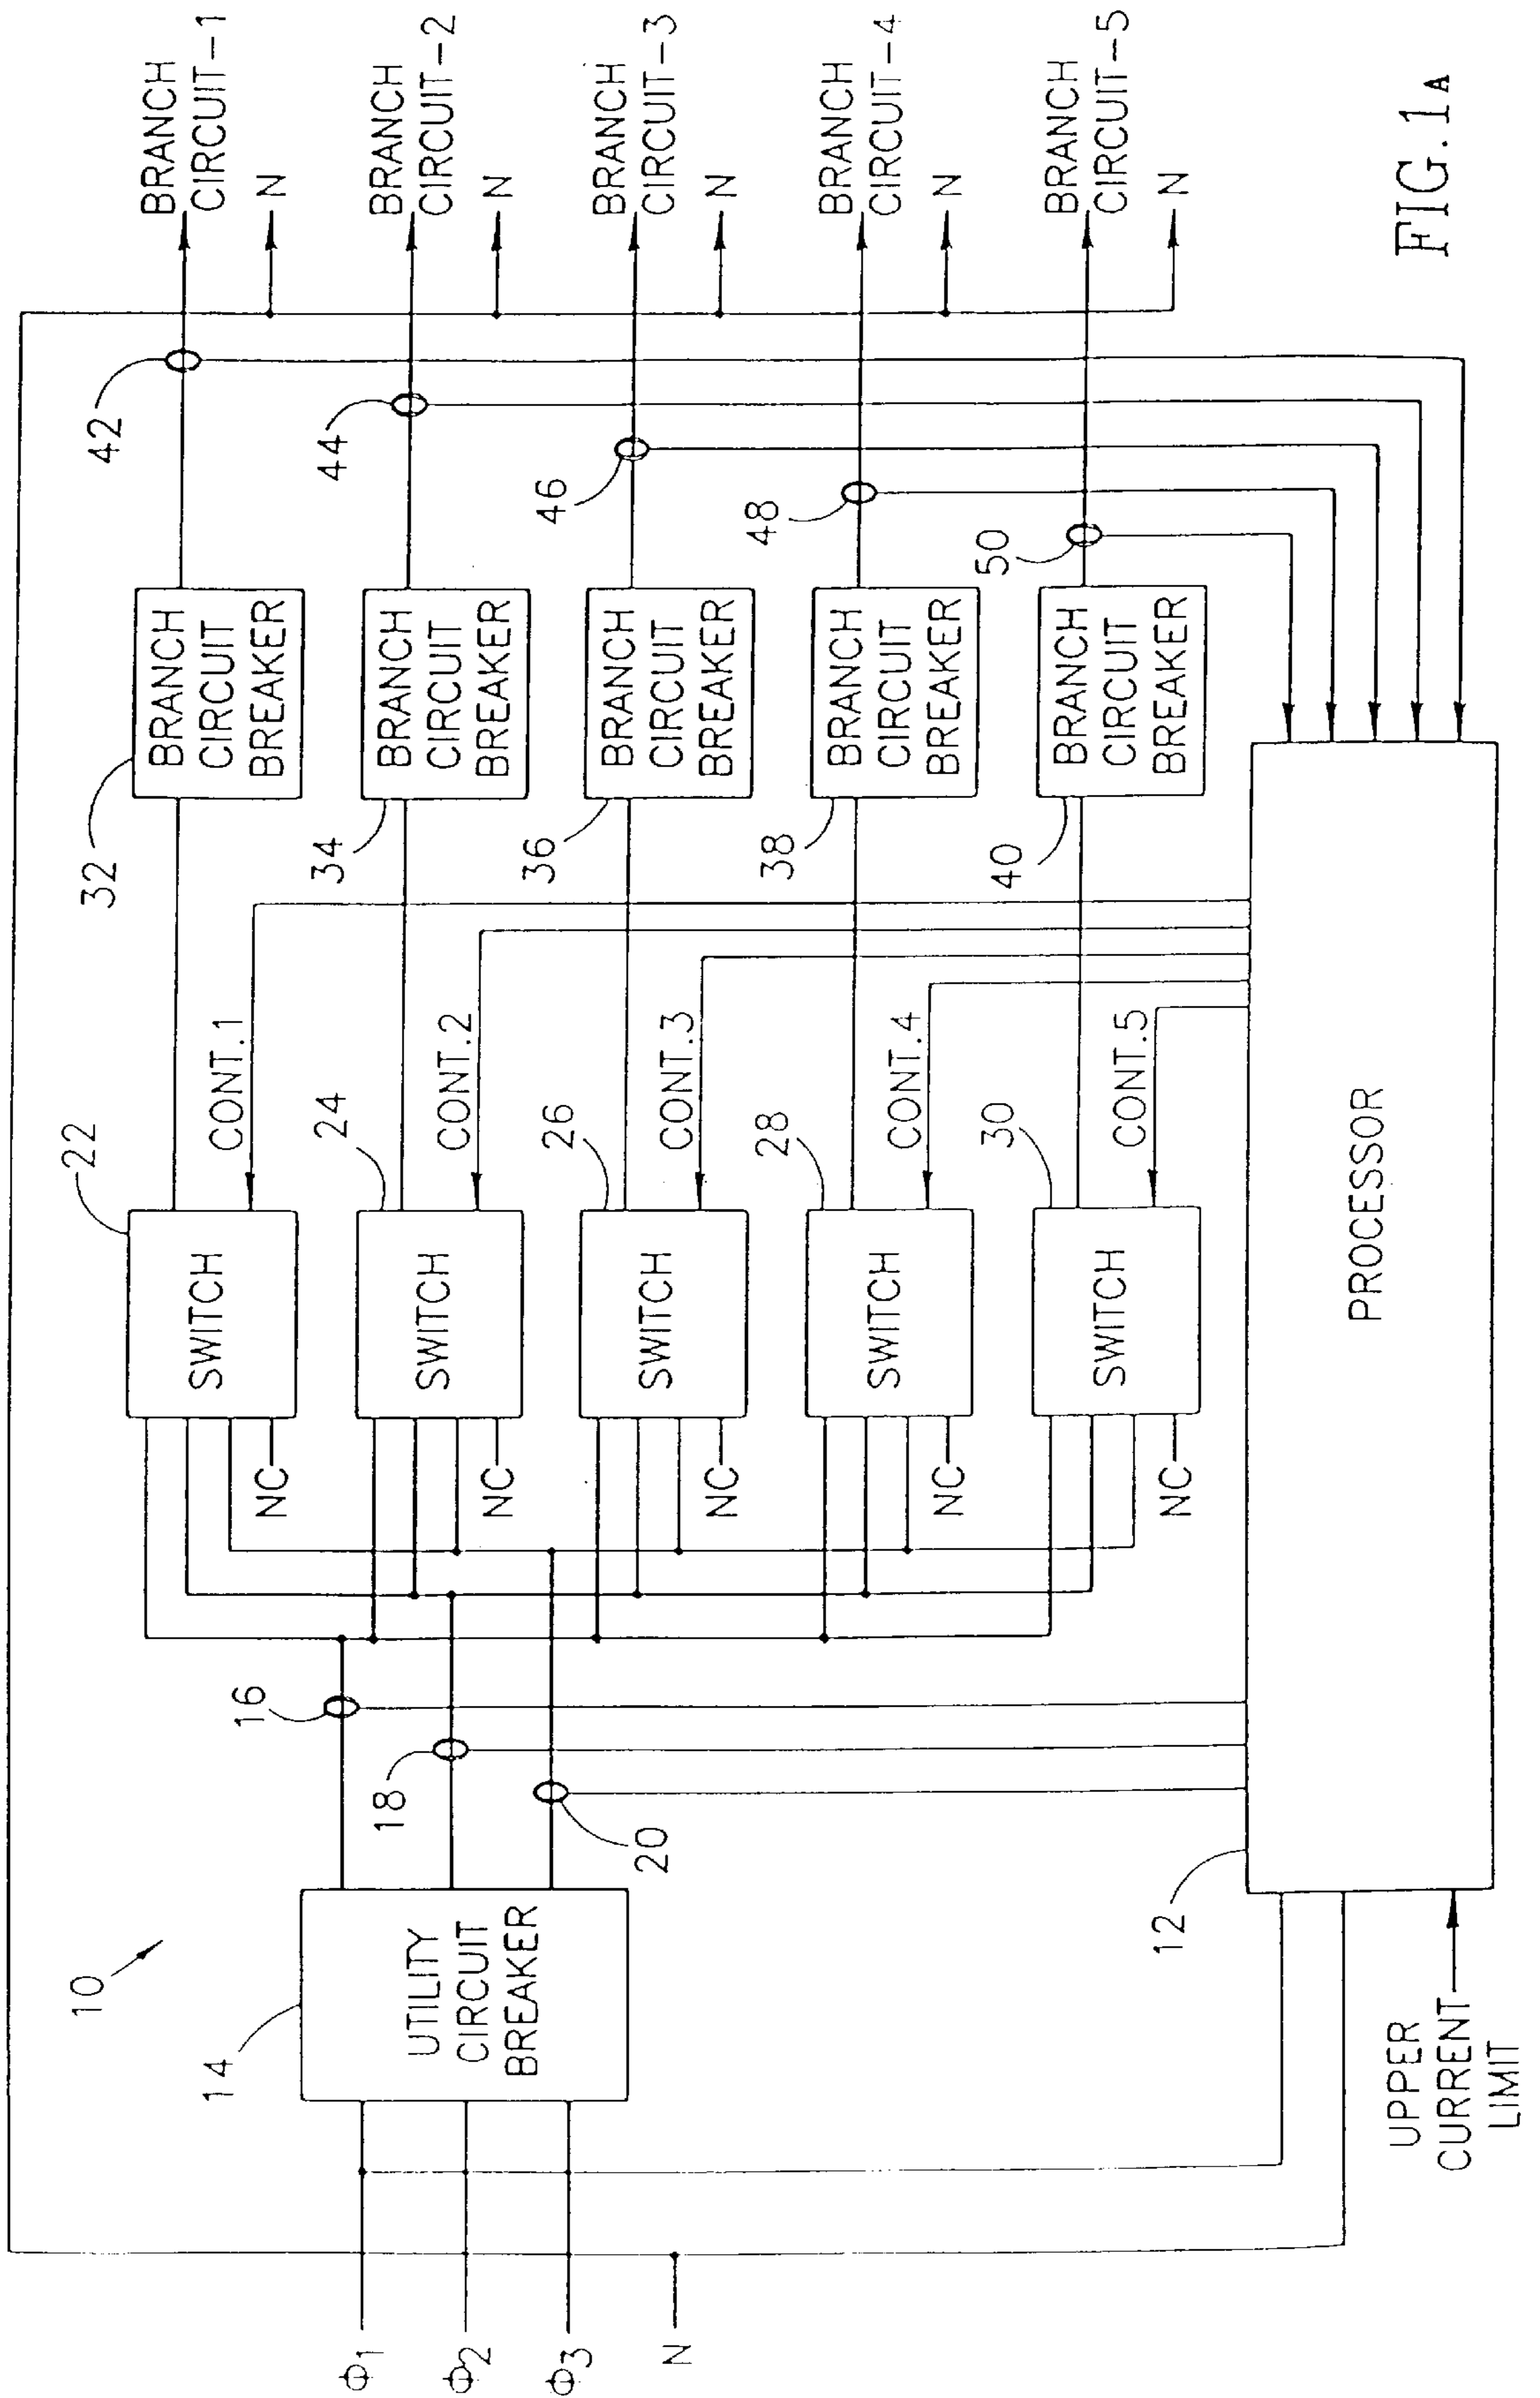 10
Φ1
Φ2
Φ3
N
14
UTILITY
CIRCUIT
BREAKER
16
18
20
22
SWITCH
NC
CONT.1
24
SWITCH
NC
CONT.2
26
SWITCH
NC
CONT.3
28
SWITCH
NC
CONT.4
30
SWITCH
NC
CONT.5
32
BRANCH
CIRCUIT
BREAKER
34
BRANCH
CIRCUIT
BREAKER
36
BRANCH
CIRCUIT
BREAKER
38
BRANCH
CIRCUIT
BREAKER
40
BRANCH
CIRCUIT
BREAKER
42
44
46
48
50
BRANCH
CIRCUIT-1
N
BRANCH
CIRCUIT-2
N
BRANCH
CIRCUIT-3
N
BRANCH
CIRCUIT-4
N
BRANCH
CIRCUIT-5
N
12
PROCESSOR
UPPER
CURRENT
LIMIT
FIG.1A